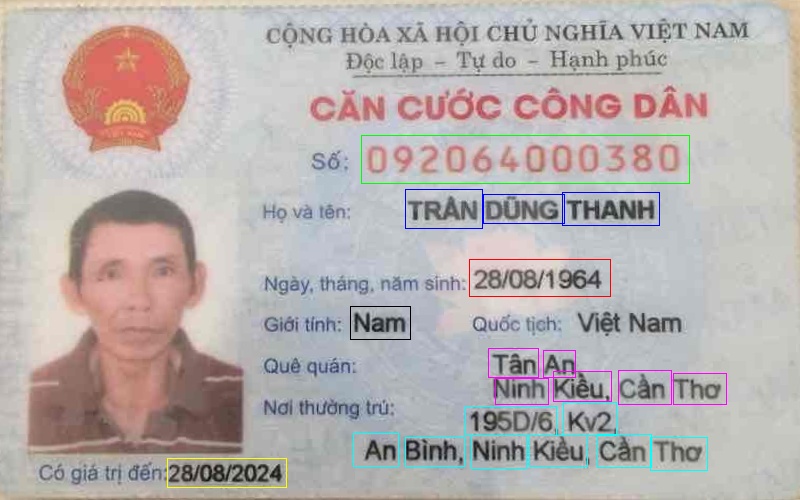 CỘNG HÒA XÃ HỘI CHỦ NGHĨA VIỆT NAM
Độc lập – Tự do – Hạnh phúc
CĂN CƯỚC CÔNG DÂN
Số: 092064000380
Họ và tên: TRẦN DŨNG THANH
Ngày, tháng, năm sinh: 28/08/1964
Giới tính: Nam Quốc tịch: Việt Nam
Quê quán: Tân An
Ninh Kiều, Cần Thơ
Nơi thường trú: 195D/6, Kv2,
An Bình, Ninh Kiều, Cần Thơ
Có giá trị đến: 28/08/2024